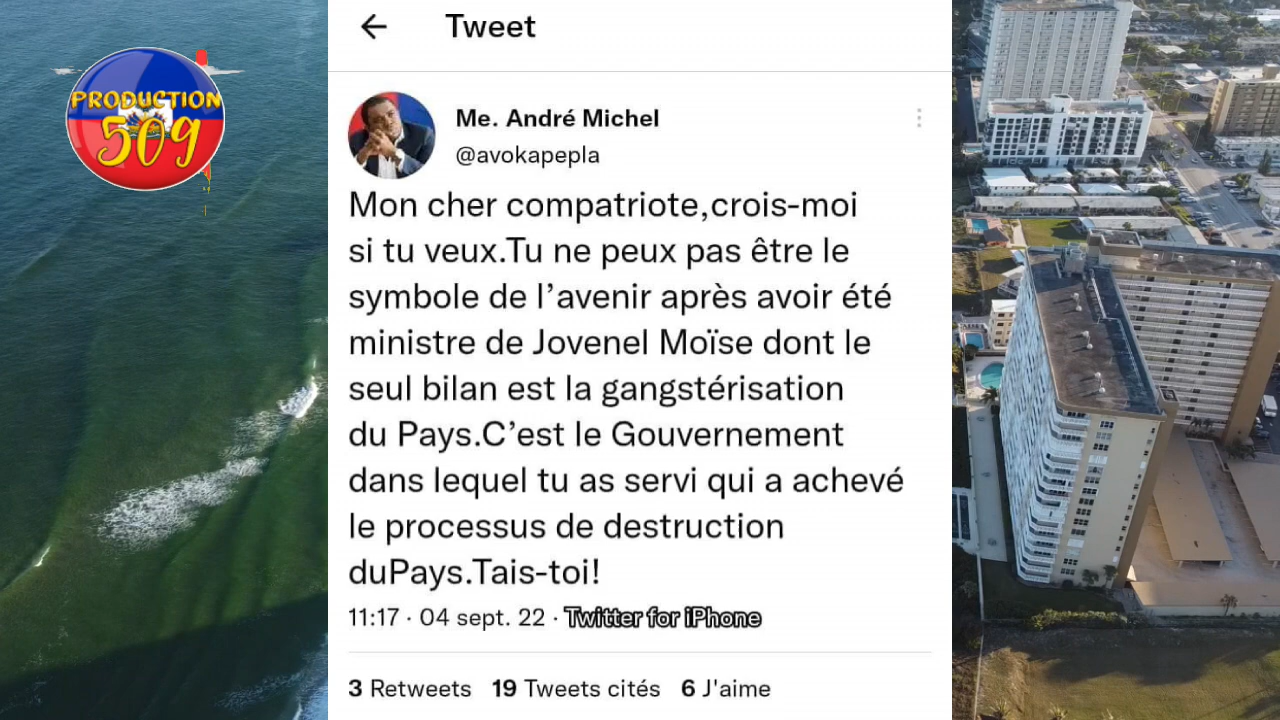 PRODUCTION
509
Tweet
Me. André Michel
@avokapepla
Mon cher compatriote,crois-moi
si tu veux.Tu ne peux pas être le
symbole de l’avenir après avoir été
ministre de Jovenel Moïse dont le
seul bilan est la gangstérisation
du Pays.C’est le Gouvernement
dans lequel tu as servi qui a achevé
le processus de destruction
duPays.Tais-toi!
11:17 · 04 sept. 22 · Twitter for iPhone
3 Retweets 19 Tweets cités 6 J'aime